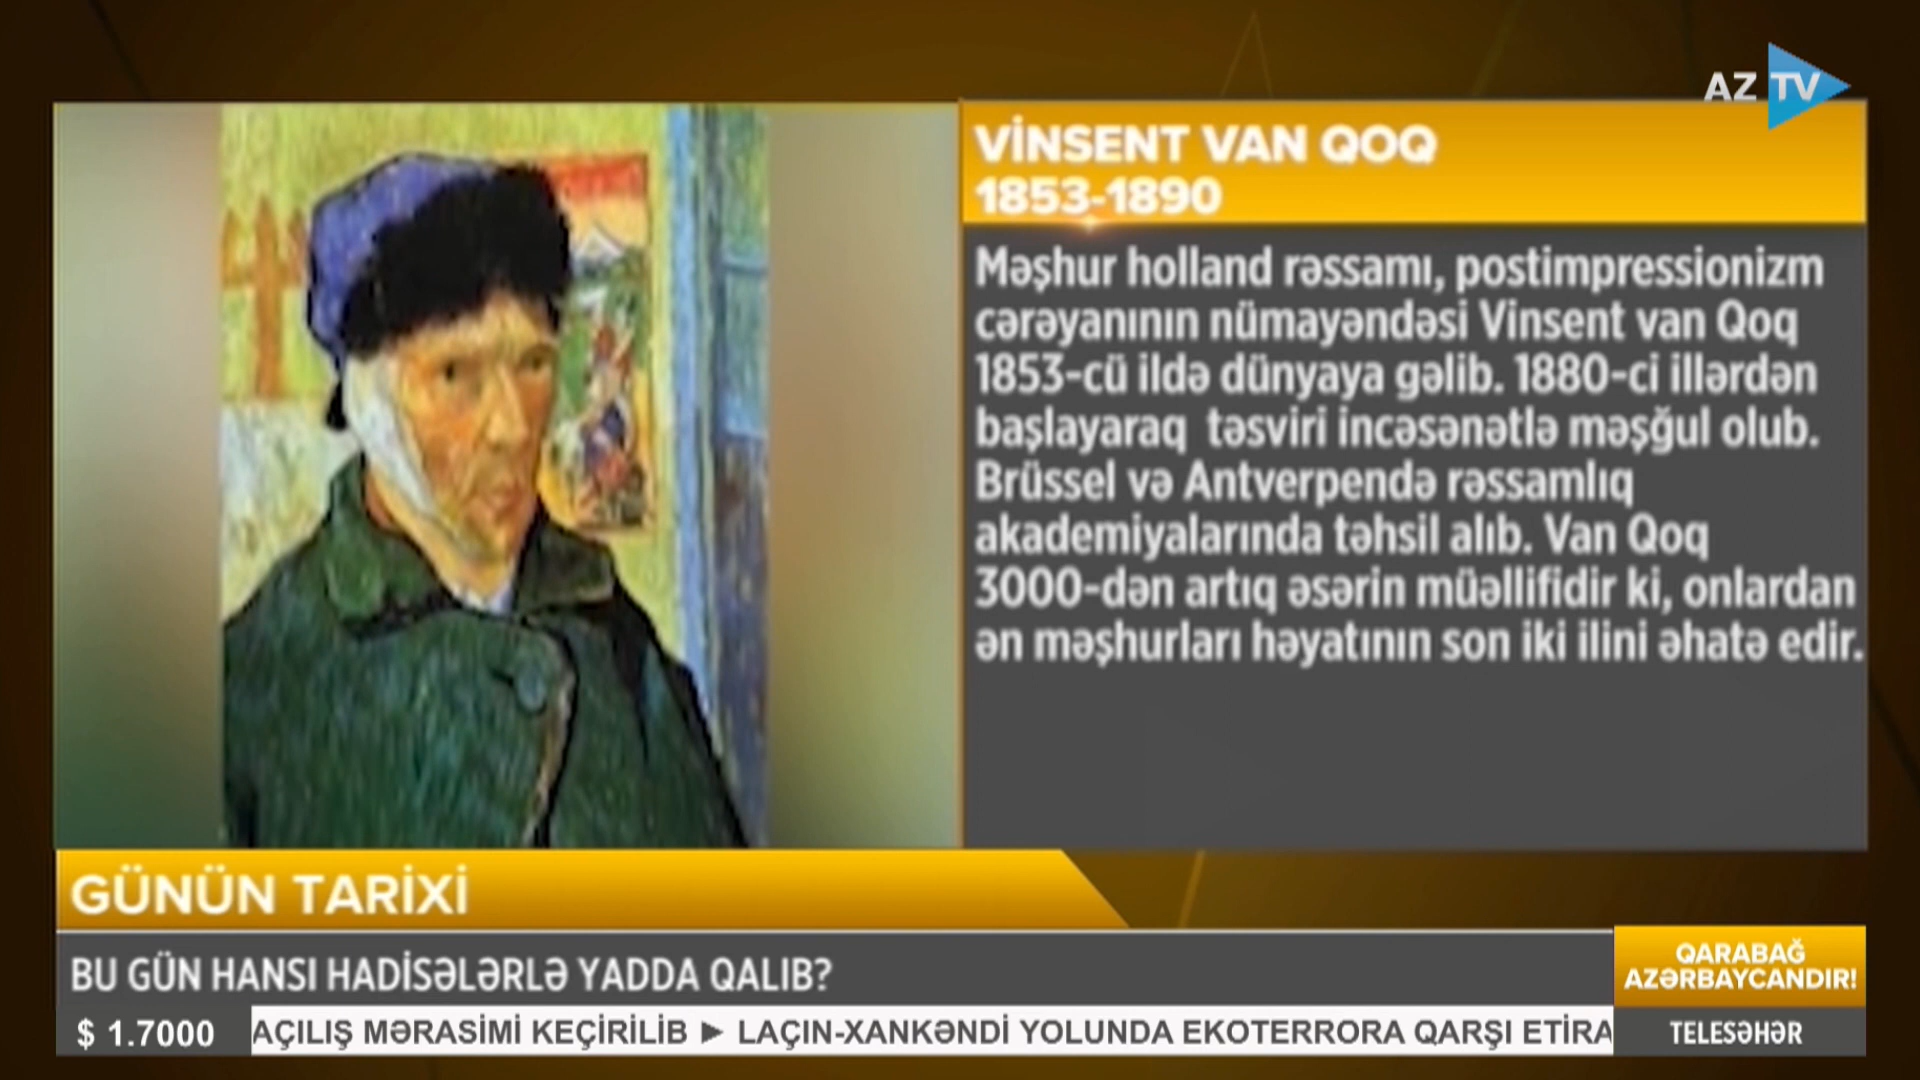 AZTV
VİNSENT VAN QOQ
1853-1890
Məşhur holland rəssamı, postimpressionizm
cərəyanının nümayəndəsi Vinsent van Qoq
1853-cü ildə dünyaya gəlib. 1880-ci illərdən
başlayaraq təsviri incəsənətlə məşğul olub.
Brüssel və Antverpendə rəssamlıq
akademiyalarında təhsil alıb. Van Qoq
3000-dən artıq əsərin müəllifidir ki, onlardan
ən məşhurları həyatının son iki ilini əhatə edir.
GÜNÜN TARİXİ
BU GÜN HANSI HADİSƏLƏRLƏ YADDA QALIB?
QARABAĞ
AZƏRBAYCANDIR!
$ 1.7000
AÇILIŞ MƏRASİMİ KEÇİRİLİB ► LAÇIN-XANKƏNDİ YOLUNDA EKOTERRORA QARŞI ETİRA
TELESƏHƏR